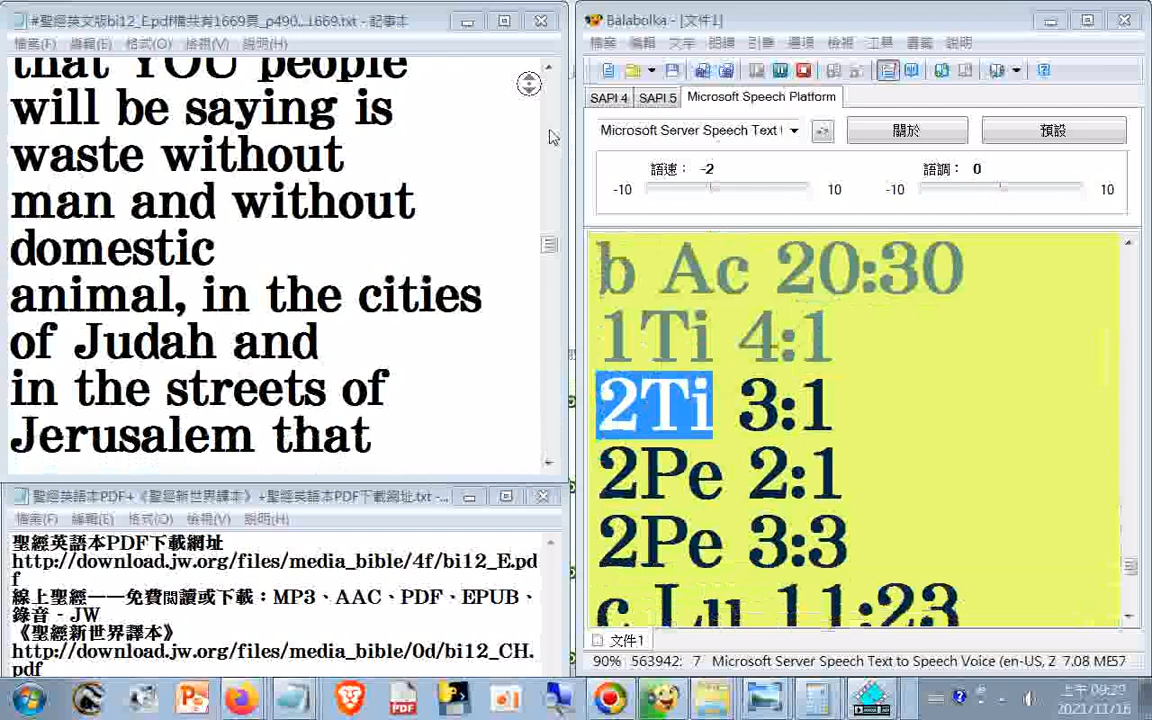 #聖經英文版bi12_E.pdf檔共有1669頁_p490...1669.txt - 記事本
檔案(F) 編輯(E) 格式(O) 檢視(V) 說明(H)
that YOU people
will be saying is
waste without
man and without
domestic
animal, in the cities
of Judah and
in the streets of
Jerusalem that
聖經英語本PDF+《聖經新世界譯本》+聖經英語本PDF下載網址.txt -...
檔案(F) 編輯(E) 格式(O) 檢視(V) 說明(H)
聖經英語本PDF下載網址
http://download.jw.org/files/media_bible/4f/bi12_E.pd
f
線上聖經——免費閱讀或下載：MP3、AAC、PDF、EPUB、
錄音 - JW
《聖經新世界譯本》
http://download.jw.org/files/media_bible/0d/bi12_CH.
pdf
Balabolka - [文件1]
檔案 編輯 文字 朗讀 引擎 選項 檢視 工具 書籤 說明
SAPI 4 SAPI 5 Microsoft Speech Platform
Microsoft Server Speech Text 關於 預設
語速： -2 語調： 0
-10 10 -10 10
b Ac 20:30
1Ti 4:1
2Ti 3:1
2Pe 2:1
2Pe 3:3
c Lu 11:23
文件1
90% 563942: 7 Microsoft Server Speech Text to Speech Voice (en-US, Z 7.08 ME57
上午 09:29
2021/11/16